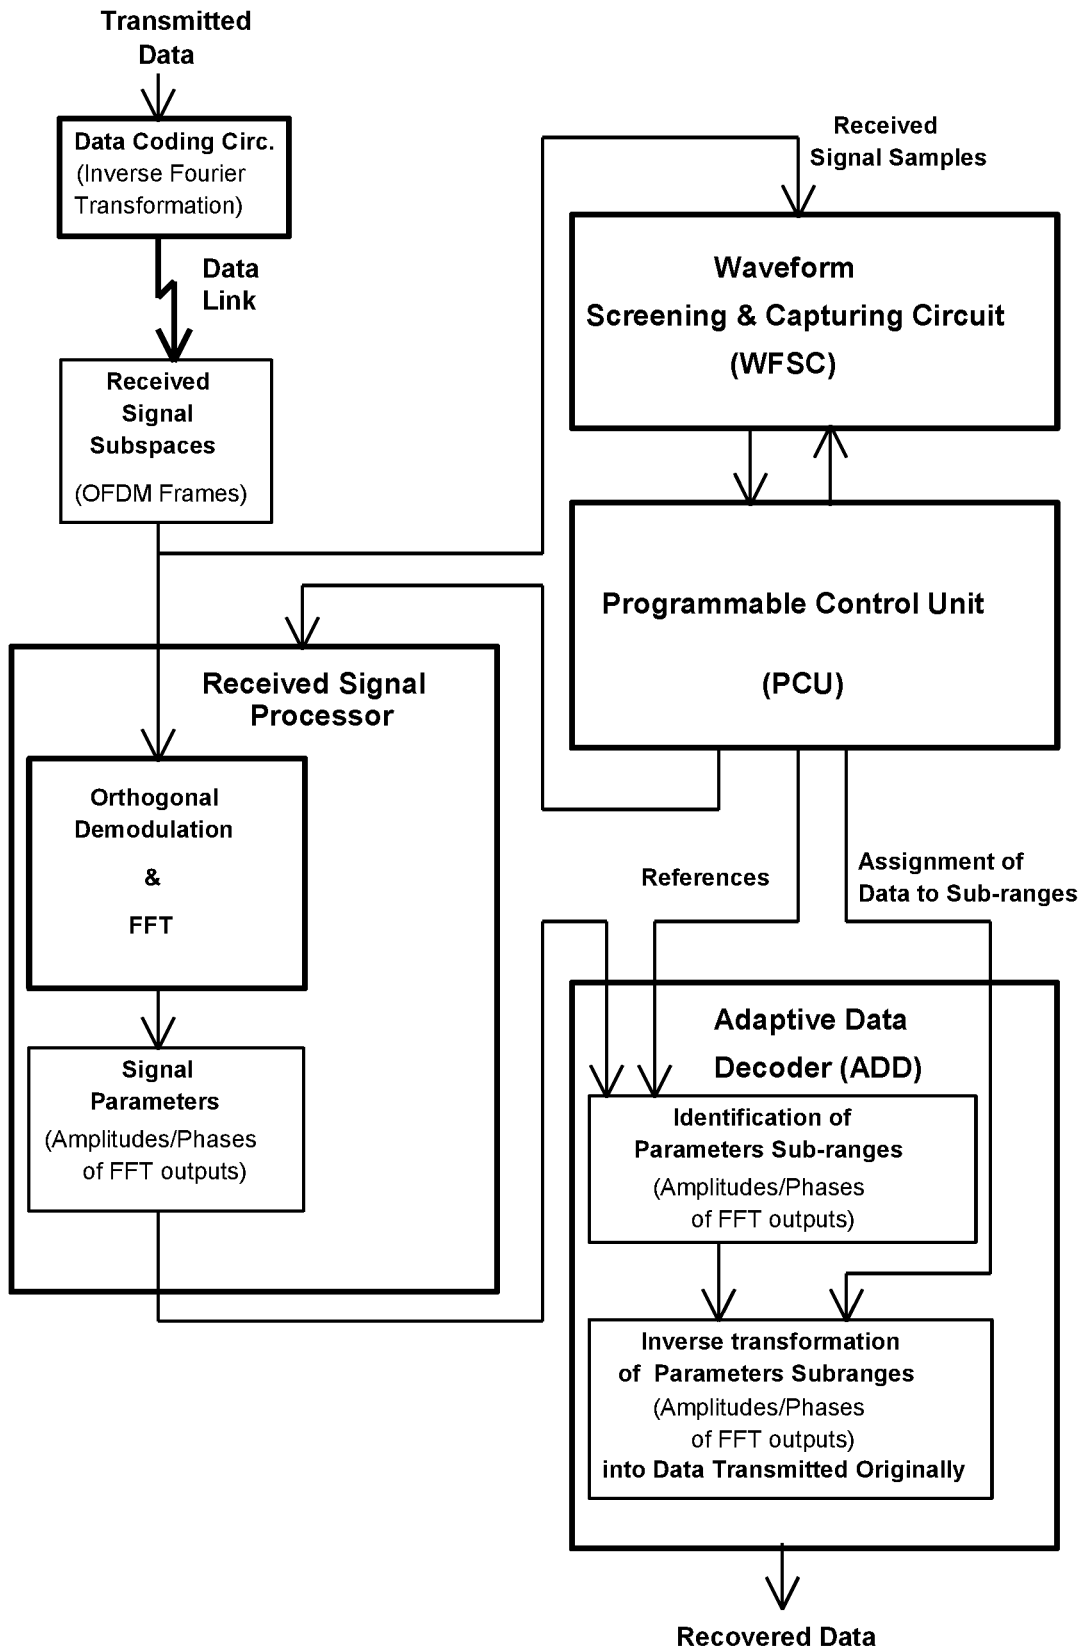 Transmitted
Data
Data Coding Circ.
(Inverse Fourier
Transformation)
Data
Link
Received
Signal
Subspaces
(OFDM Frames)
Received
Signal Samples
Waveform
Screening & Capturing Circuit
(WFSC)
Programmable Control Unit
(PCU)
Received Signal
Processor
Orthogonal
Demodulation
&
FFT
Signal
Parameters
(Amplitudes/Phases
of FFT outputs)
References
Assignment of
Data to Sub-ranges
Adaptive Data
Decoder (ADD)
Identification of
Parameters Sub-ranges
(Amplitudes/Phases
of FFT outputs)
Inverse transformation
of Parameters Subranges
(Amplitudes/Phases
of FFT outputs)
into Data Transmitted Originally
Recovered Data